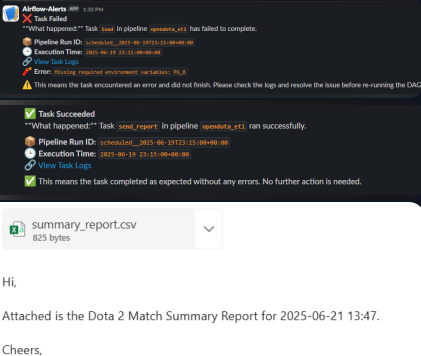 Airflow-Alerts APP 1:33 PM
❌ Task Failed
**What happened:** Task load in pipeline opendota_etl has failed to complete.
📦 Pipeline Run ID: scheduled__2025-06-19T23:15:00+00:00
🕒 Execution Time: 2025-06-19 23:15:00+00:00
🔗 View Task Logs
🧨 Error: Missing required environment variables: PG_B
⚠️ This means the task encountered an error and did not finish. Please check the logs and resolve the issue before re-running the DAG
✅ Task Succeeded
**What happened:** Task send_report in pipeline opendota_etl ran successfully.
📦 Pipeline Run ID: scheduled__2025-06-19T23:15:00+00:00
🕒 Execution Time: 2025-06-19 23:15:00+00:00
🔗 View Task Logs
✅ This means the task completed as expected without any errors. No further action is needed.
summary_report.csv
825 bytes
Hi,
Attached is the Dota 2 Match Summary Report for 2025-06-21 13:47.
Cheers,